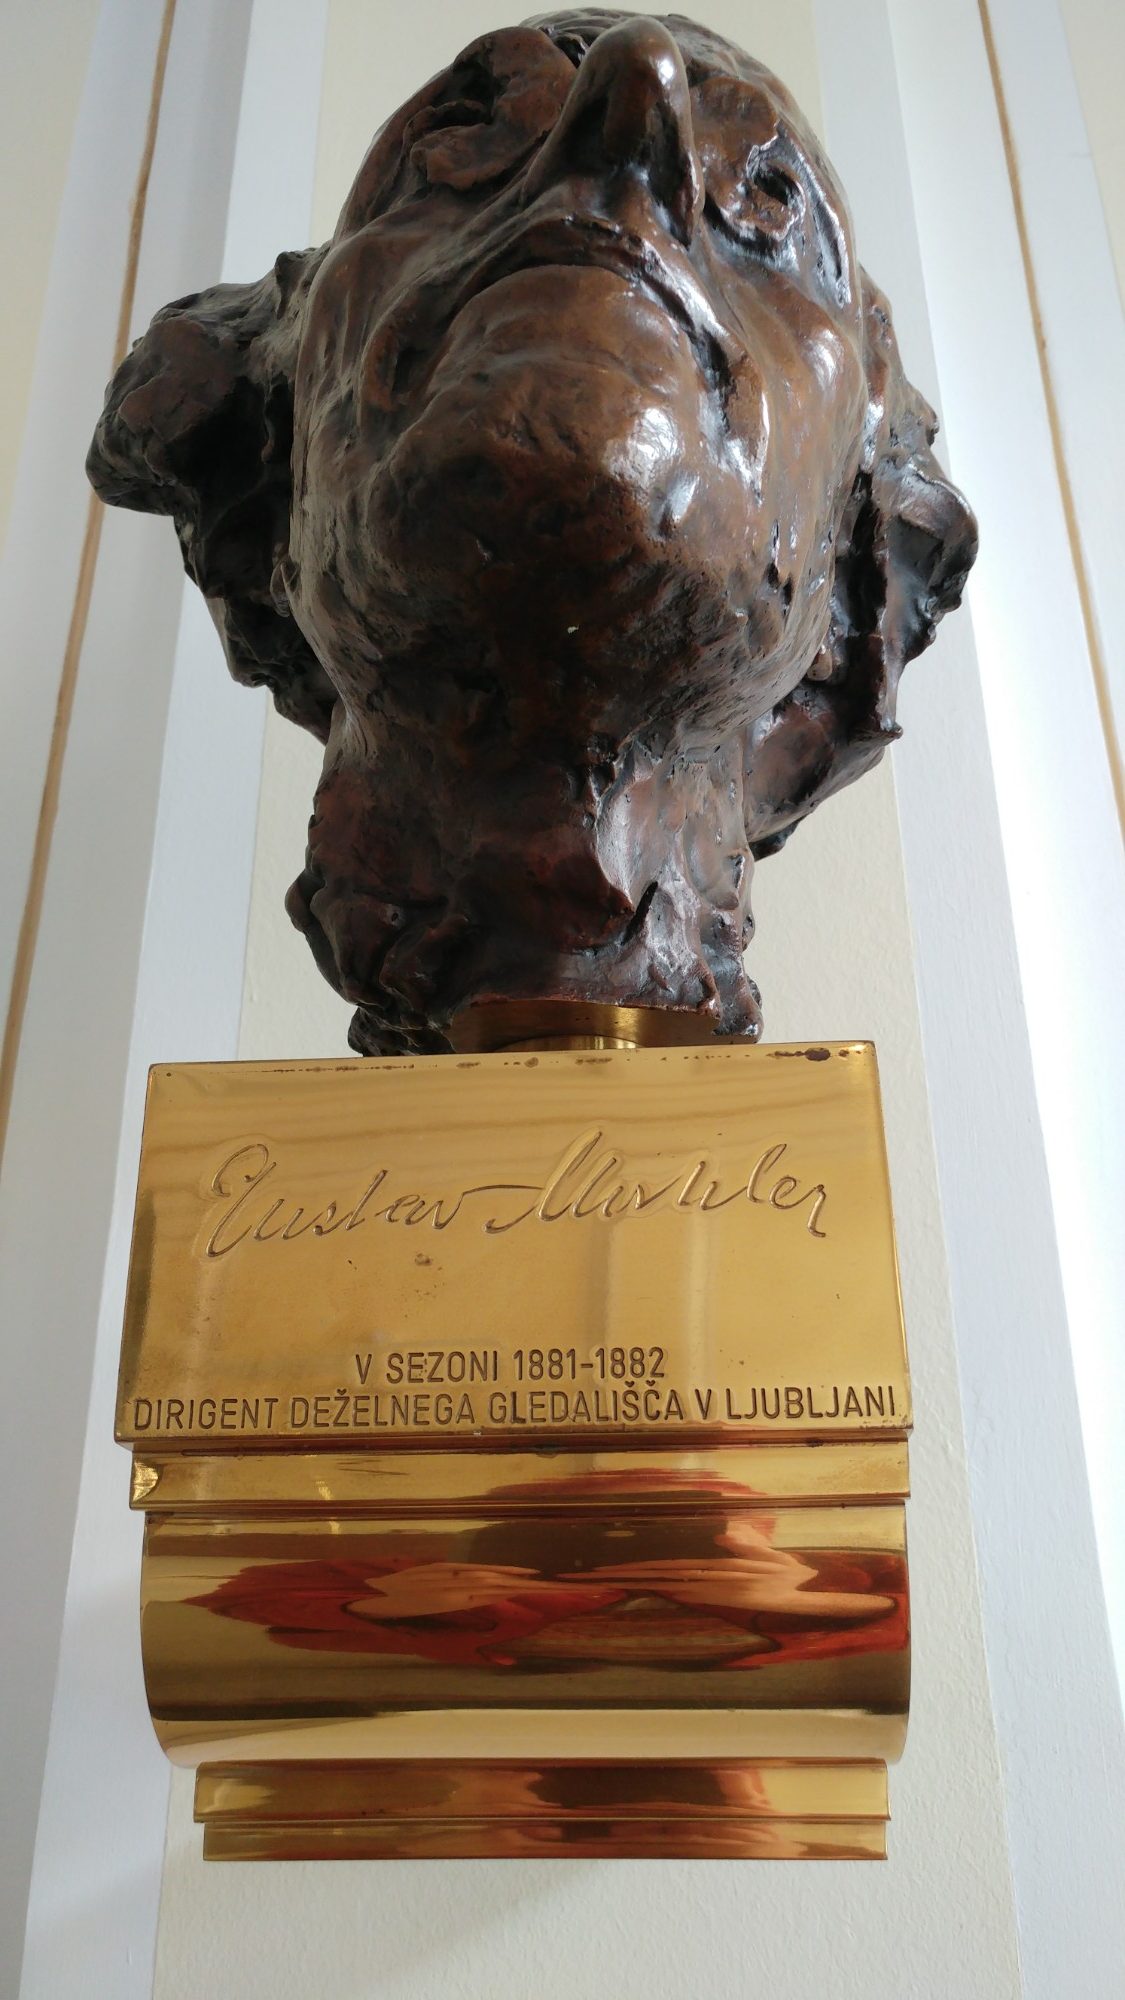 Gustav Mahler
V SEZONI 1881-1882
DIRIGENT DEŽELNEGA GLEDALIŠČA V LJUBLJANI